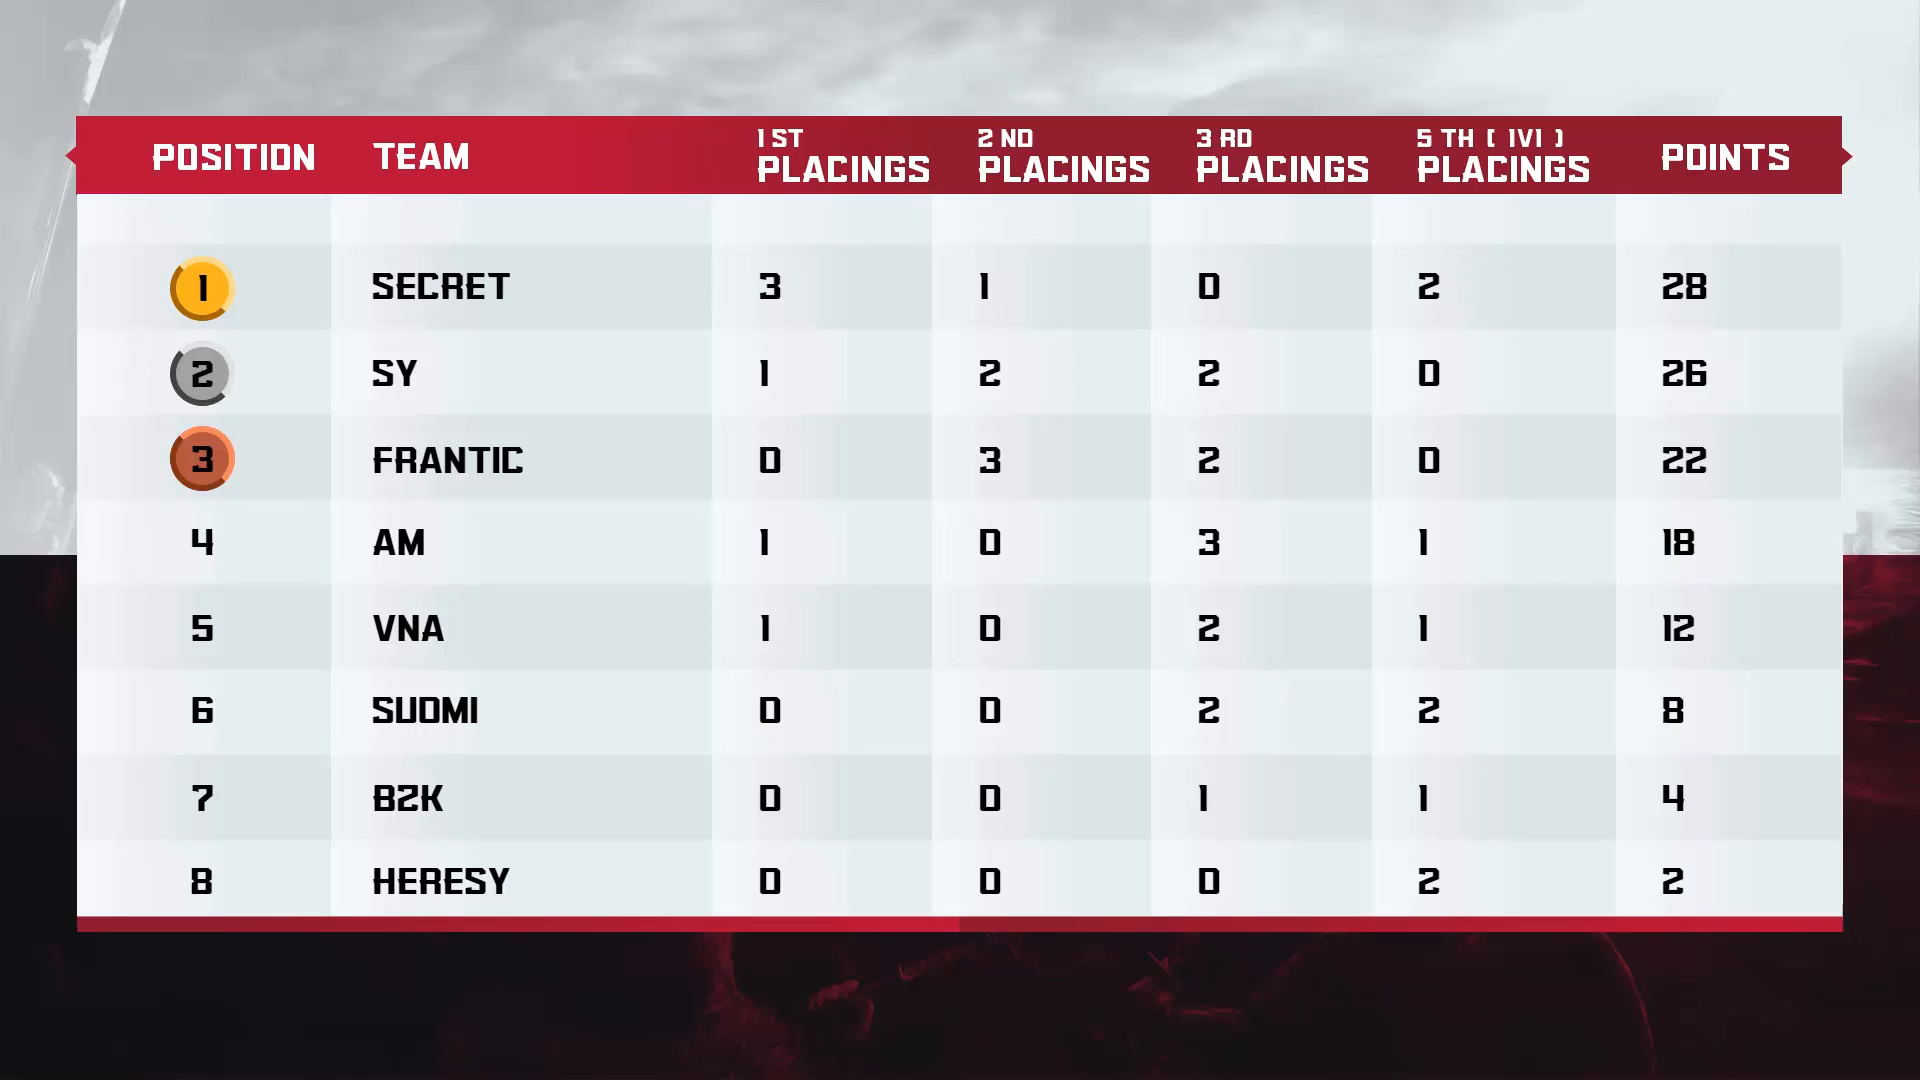 POSITION TEAM 1 ST PLACINGS 2 ND PLACINGS 3 RD PLACINGS 5 TH ( 1V1 ) PLACINGS POINTS
1 SECRET 3 1 0 2 28
2 SY 1 2 2 0 26
3 FRANTIC 0 3 2 0 22
4 AM 1 0 3 1 18
5 VNA 1 0 2 1 12
6 SUOMI 0 0 2 2 8
7 B2K 0 0 1 1 4
8 HERESY 0 0 0 2 2